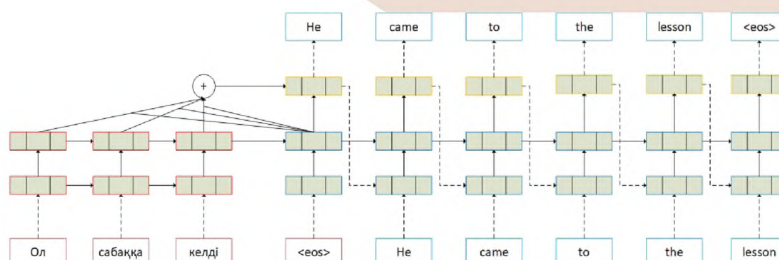 He came to the lesson <eos>
+
Ол сабаққа келді <eos> He came to the lesson